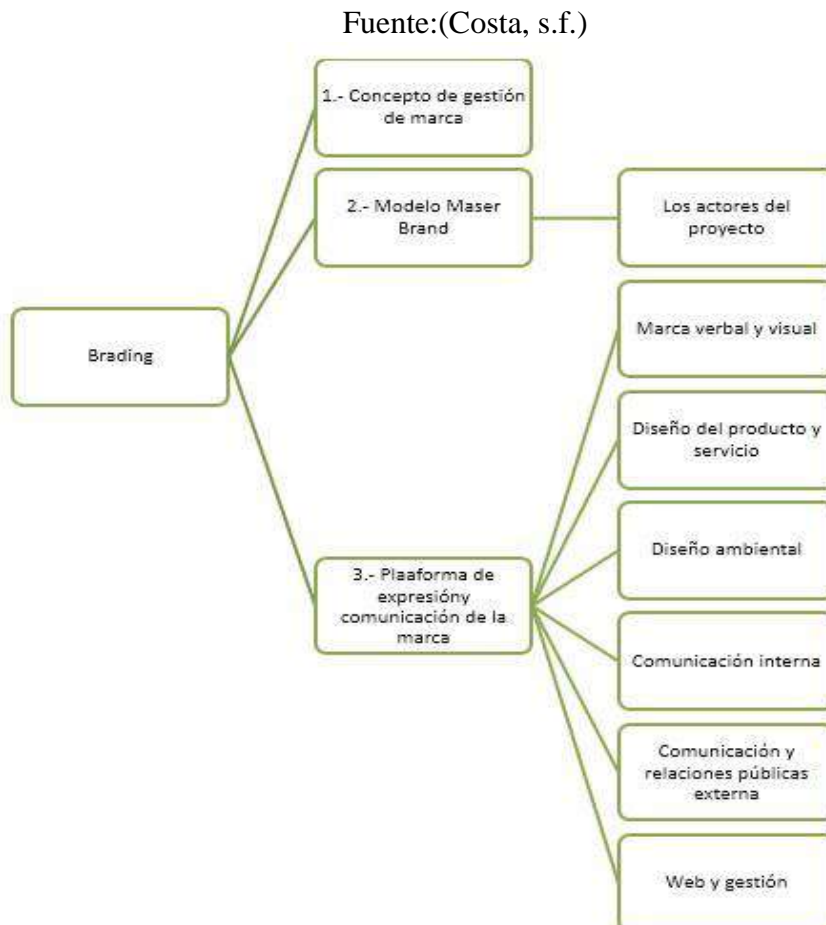 Fuente:(Costa, s.f.)
1.- Concepto de gestión
de marca
2.- Modelo Maser
Brand
Los actores del
proyecto
Brading
Marca verbal y visual
Diseño del producto y
servicio
Diseño ambiental
3.- Plaaforma de
expresióny
comunicación de la
marca
Comunicación interna
Comunicación y
relaciones públicas
externa
Web y gestión